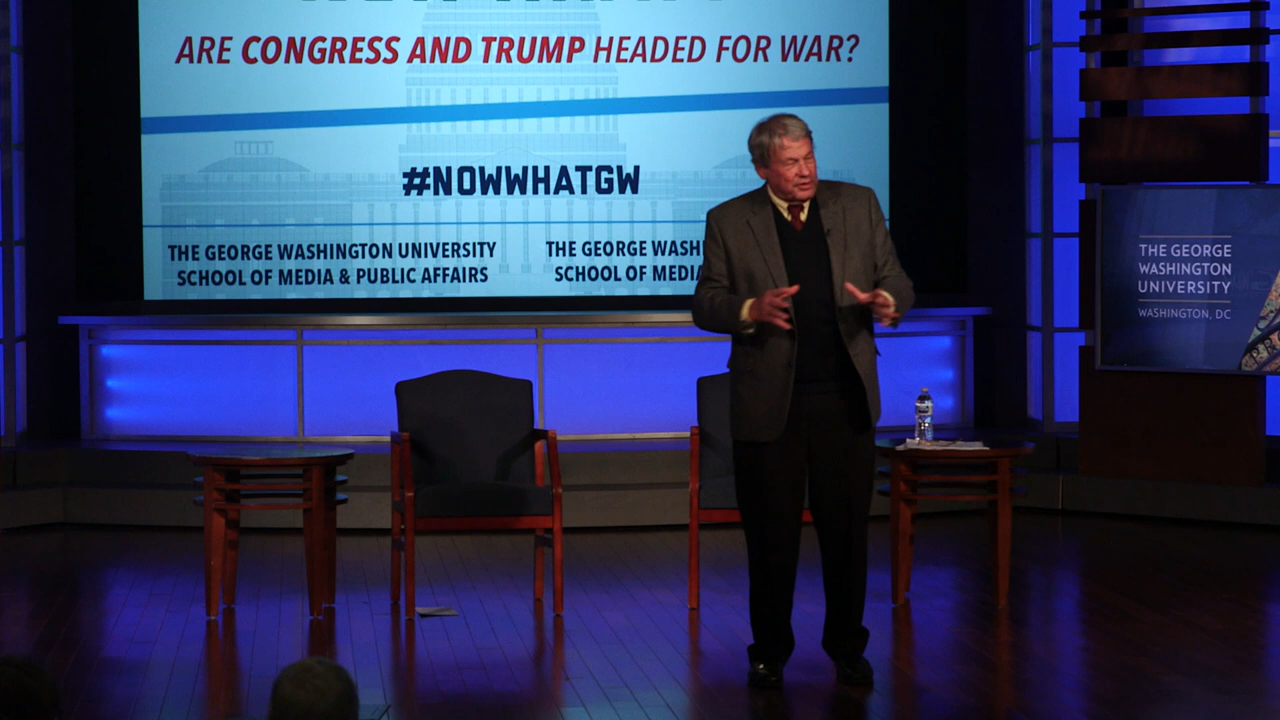 ARE CONGRESS AND TRUMP HEADED FOR WAR?
#NOWWHATGW
THE GEORGE WASHINGTON UNIVERSITY
SCHOOL OF MEDIA & PUBLIC AFFAIRS
THE GEORGE WASH
SCHOOL OF MEDIA
THE GEORGE
WASHINGTON
UNIVERSITY
WASHINGTON, DC